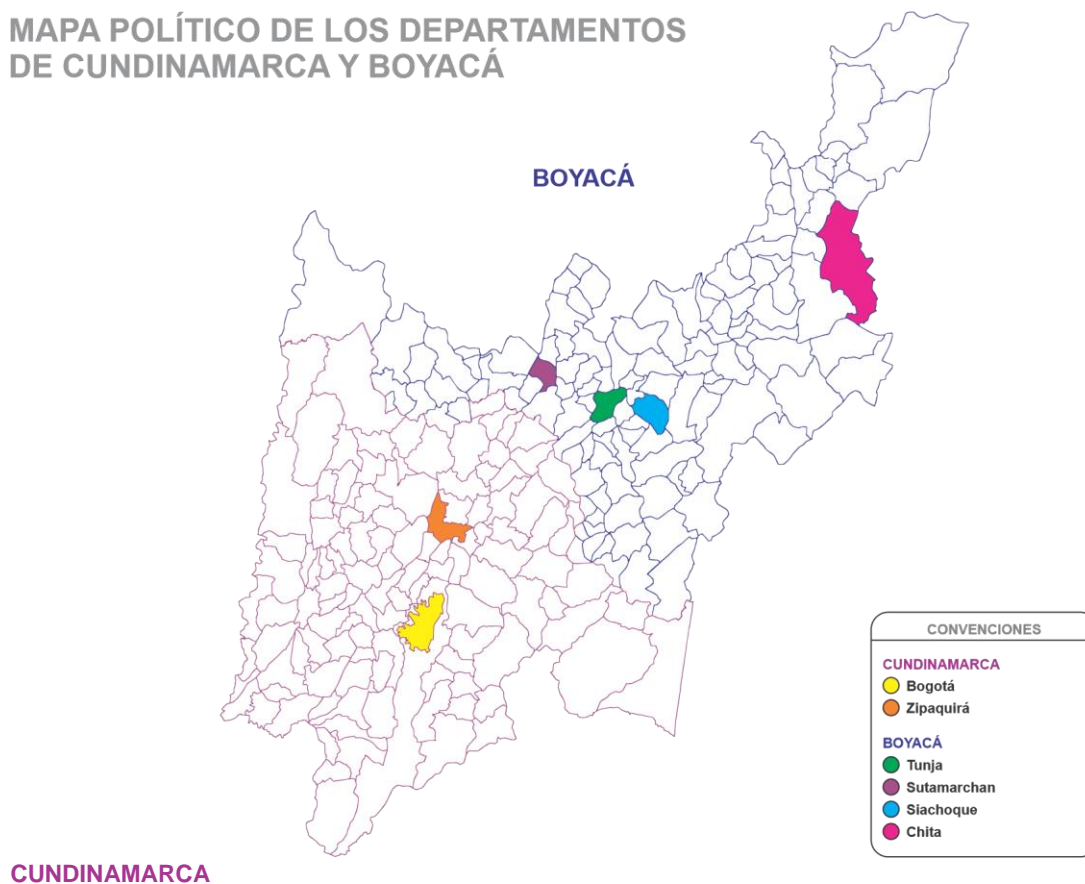 MAPA POLÍTICO DE LOS DEPARTAMENTOS
DE CUNDINAMARCA Y BOYACÁ
BOYACÁ
CONVENCIONES
CUNDINAMARCA
Bogotá
Zipaquirá
BOYACÁ
Tunja
Sutamarchan
Siachoque
Chita
CUNDINAMARCA